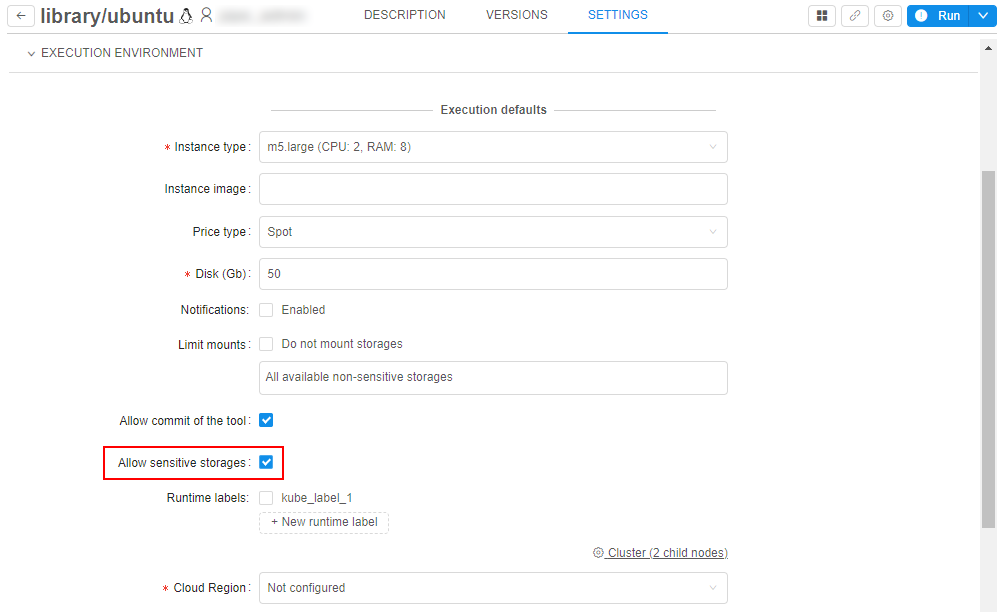 library/ubuntu
DESCRIPTION VERSIONS SETTINGS
Run
EXECUTION ENVIRONMENT
Execution defaults
* Instance type: m5.large (CPU: 2, RAM: 8)
Instance image:
Price type: Spot
* Disk (Gb): 50
Notifications: Enabled
Limit mounts: Do not mount storages
All available non-sensitive storages
Allow commit of the tool:
Allow sensitive storages:
Runtime labels: kube_label_1
+ New runtime label
Cluster (2 child nodes)
* Cloud Region: Not configured